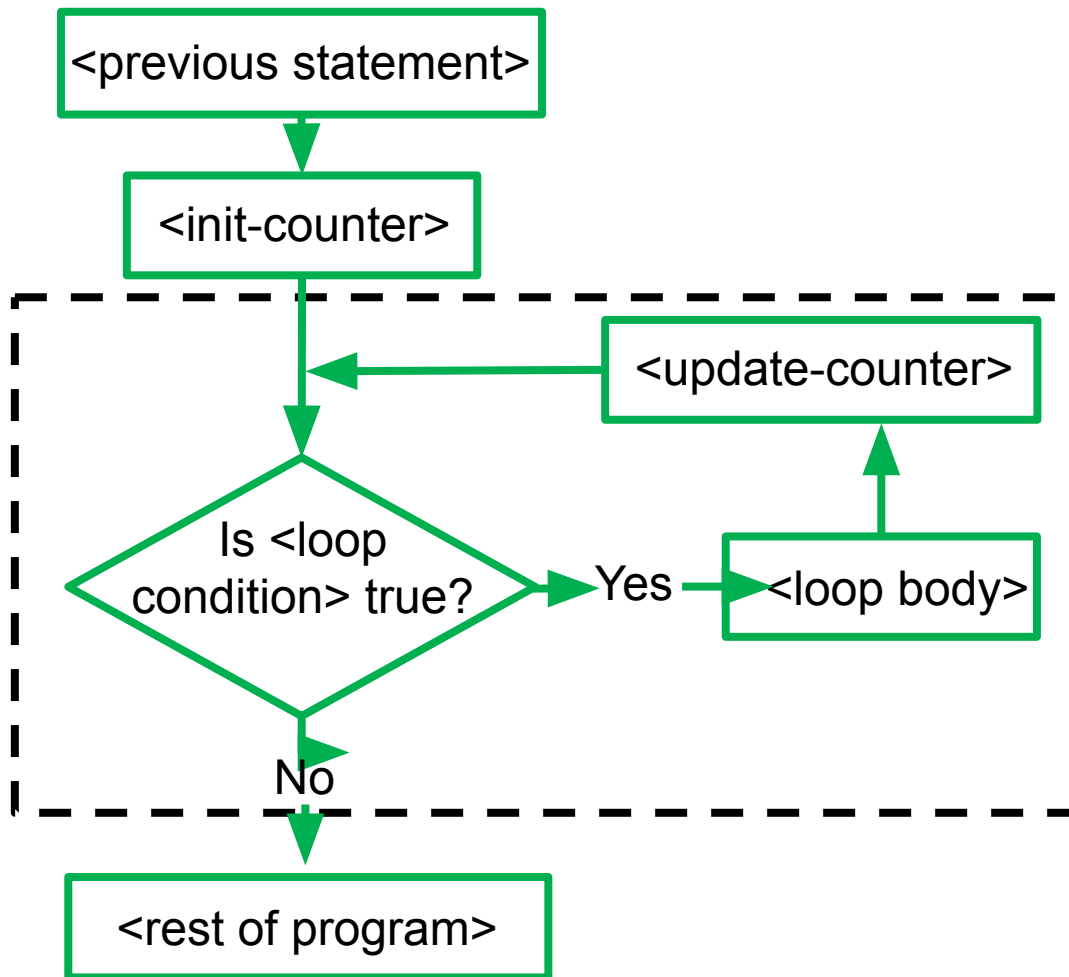 <previous statement>
<init-counter>
<update-counter>
Is <loop
condition> true?
Yes
<loop body>
No
<rest of program>